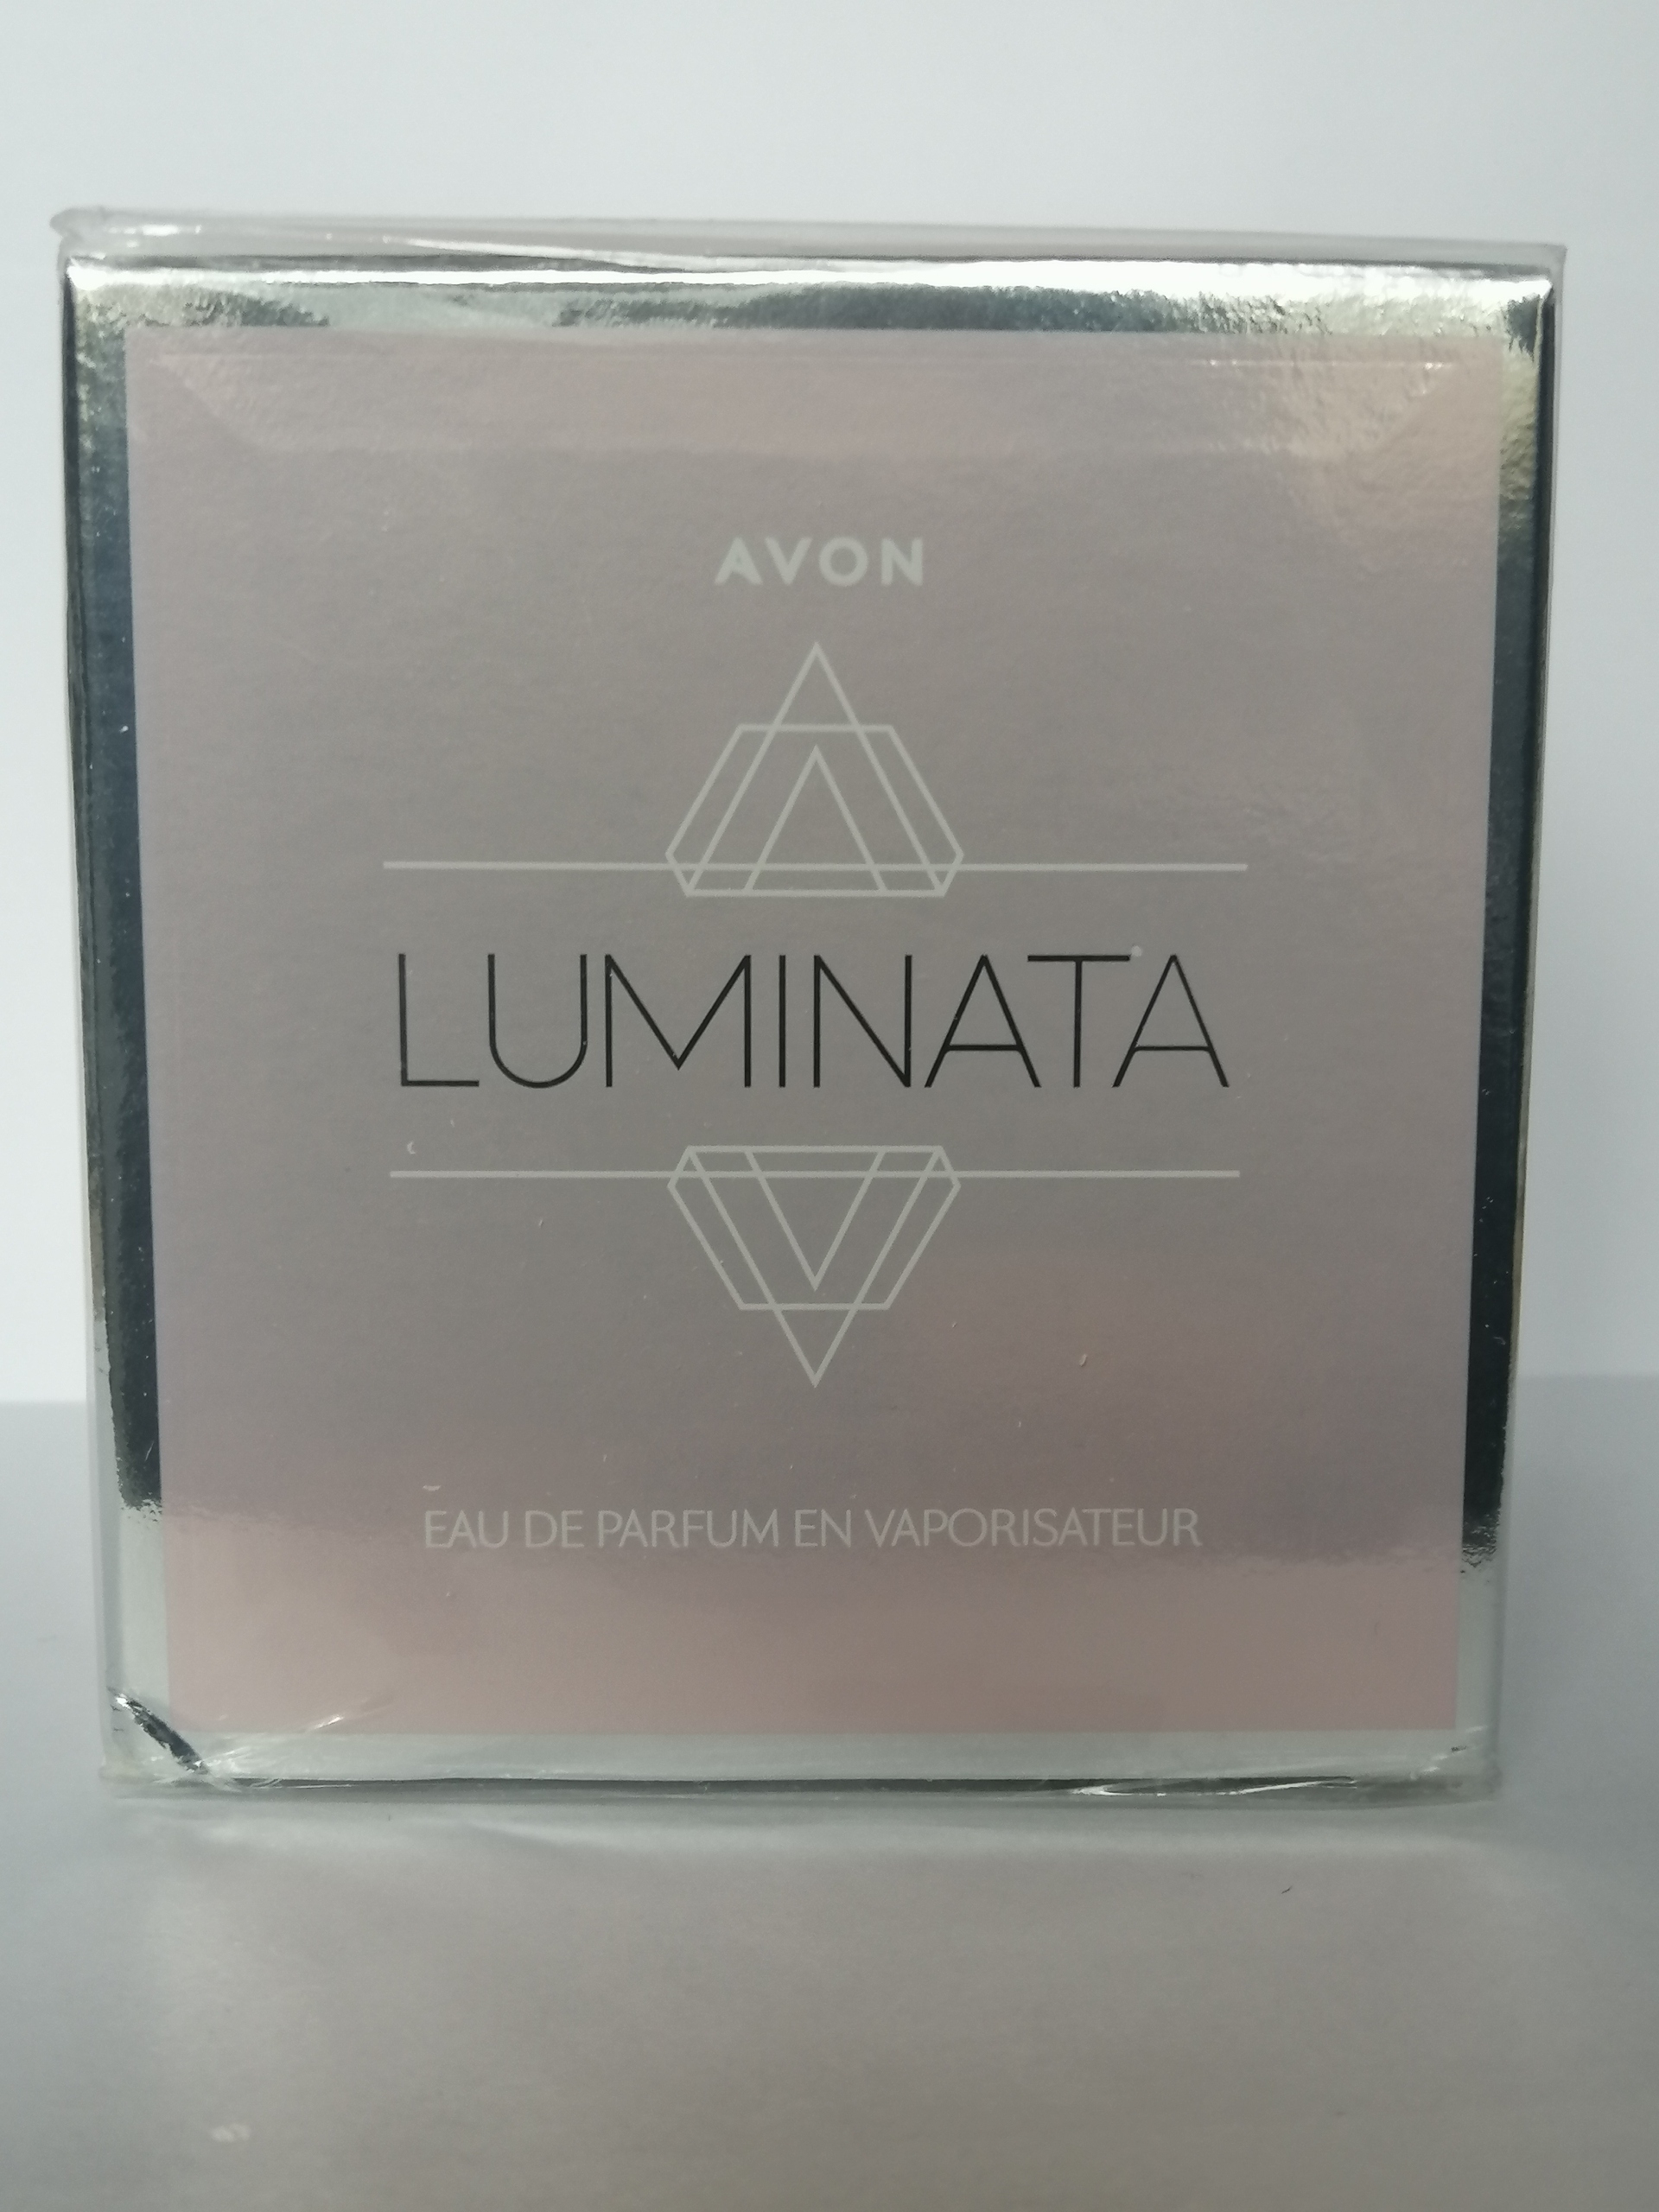 AVON
LUMINATA
EAU DE PARFUM EN VAPORISATEUR